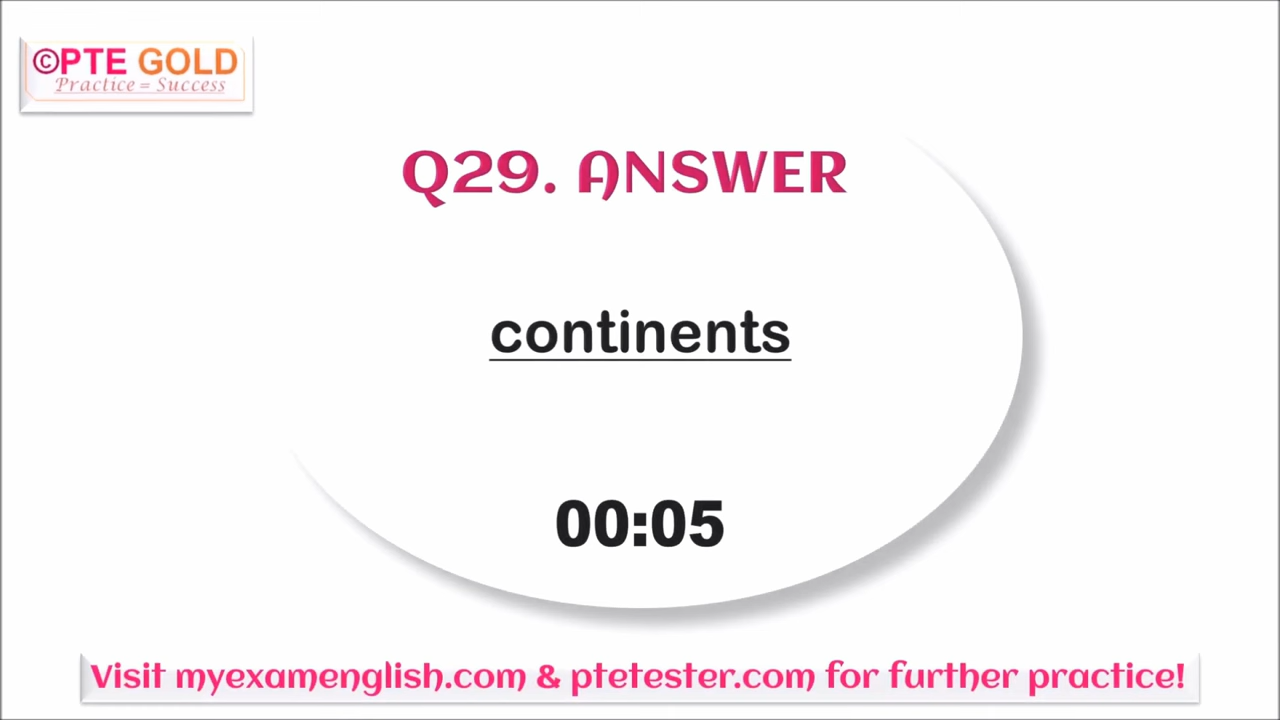 ©PTE GOLD
Practice = Success
Q29. ANSWER
continents
00:05
Visit myexamenglish.com & ptetester.com for further practice!